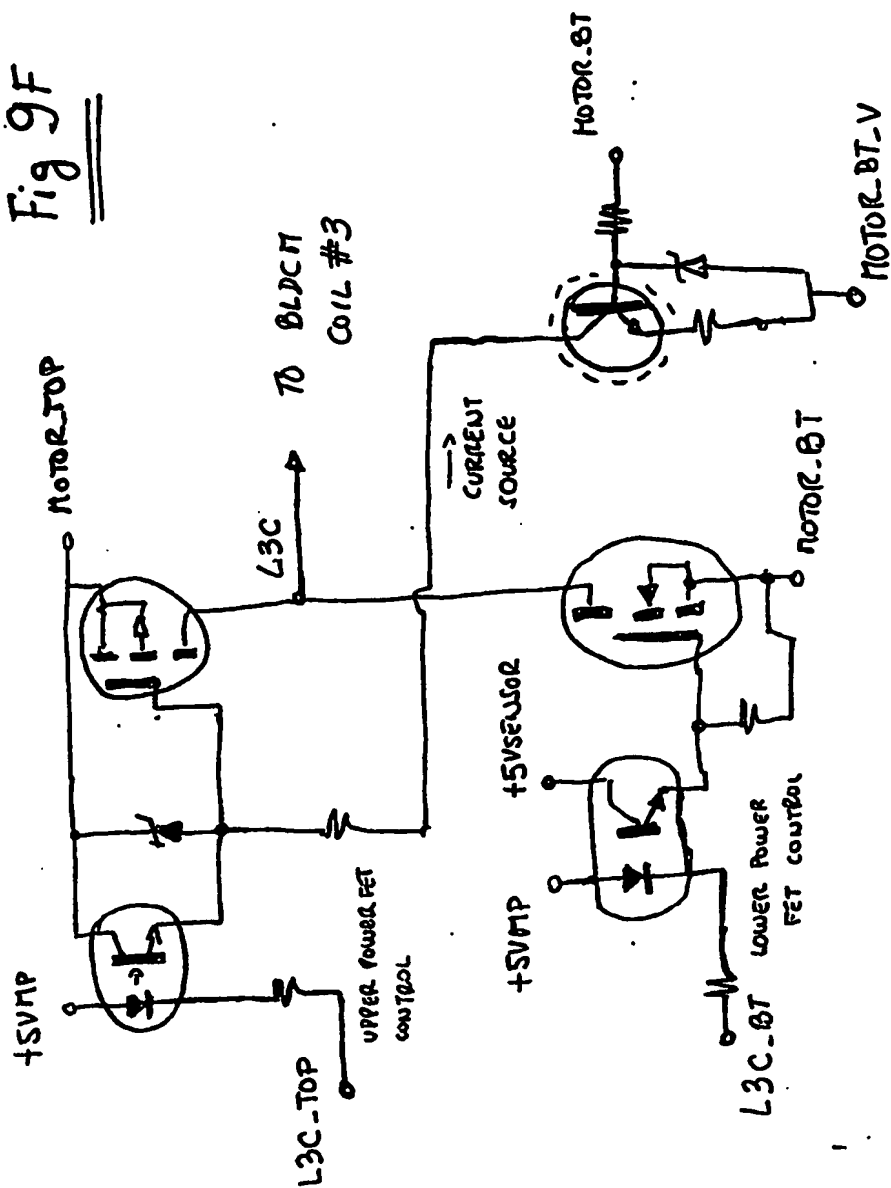 Fig 9F
MOTOR_TOP
+5VMP
L3C
TO BLDCM
COIL #3
L3C_TOP
UPPER POWER FET
CONTROL
→
CURRENT
SOURCE
MOTOR_BT
MOTOR_BT_V
+5VSENSOR
+5VMP
MOTOR_BT
L3C_BT
LOWER POWER
FET CONTROL